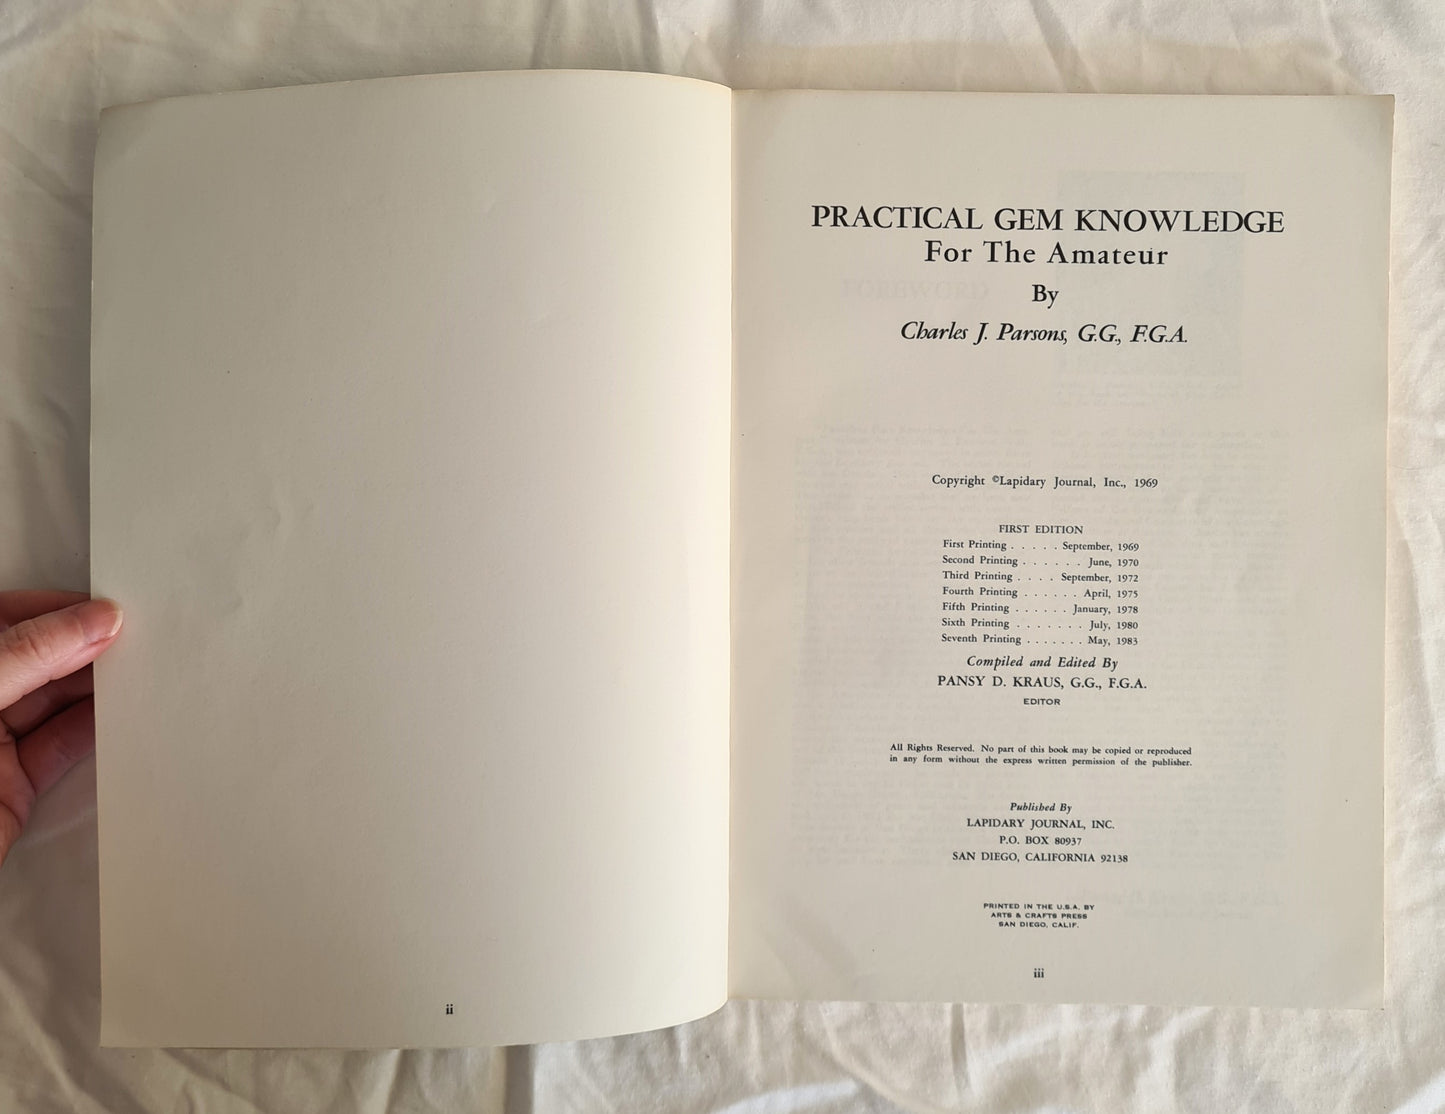 ii
PRACTICAL GEM KNOWLEDGE
For The Amateur
By
Charles J. Parsons, G.G., F.G.A.
FOREWORD
Copyright ©Lapidary Journal, Inc., 1969
FIRST EDITION
First Printing . . . . . September, 1969
Second Printing . . . . . . June, 1970
Third Printing . . . . September, 1972
Fourth Printing . . . . . . April, 1975
Fifth Printing . . . . . . January, 1978
Sixth Printing . . . . . . . July, 1980
Seventh Printing . . . . . . . May, 1983
Compiled and Edited By
PANSY D. KRAUS, G.G., F.G.A.
EDITOR
All Rights Reserved. No part of this book may be copied or reproduced
in any form without the express written permission of the publisher.
Published By
LAPIDARY JOURNAL, INC.
P.O. BOX 80937
SAN DIEGO, CALIFORNIA 92138
PRINTED IN THE U.S.A. BY
ARTS & CRAFTS PRESS
SAN DIEGO, CALIF.
iii